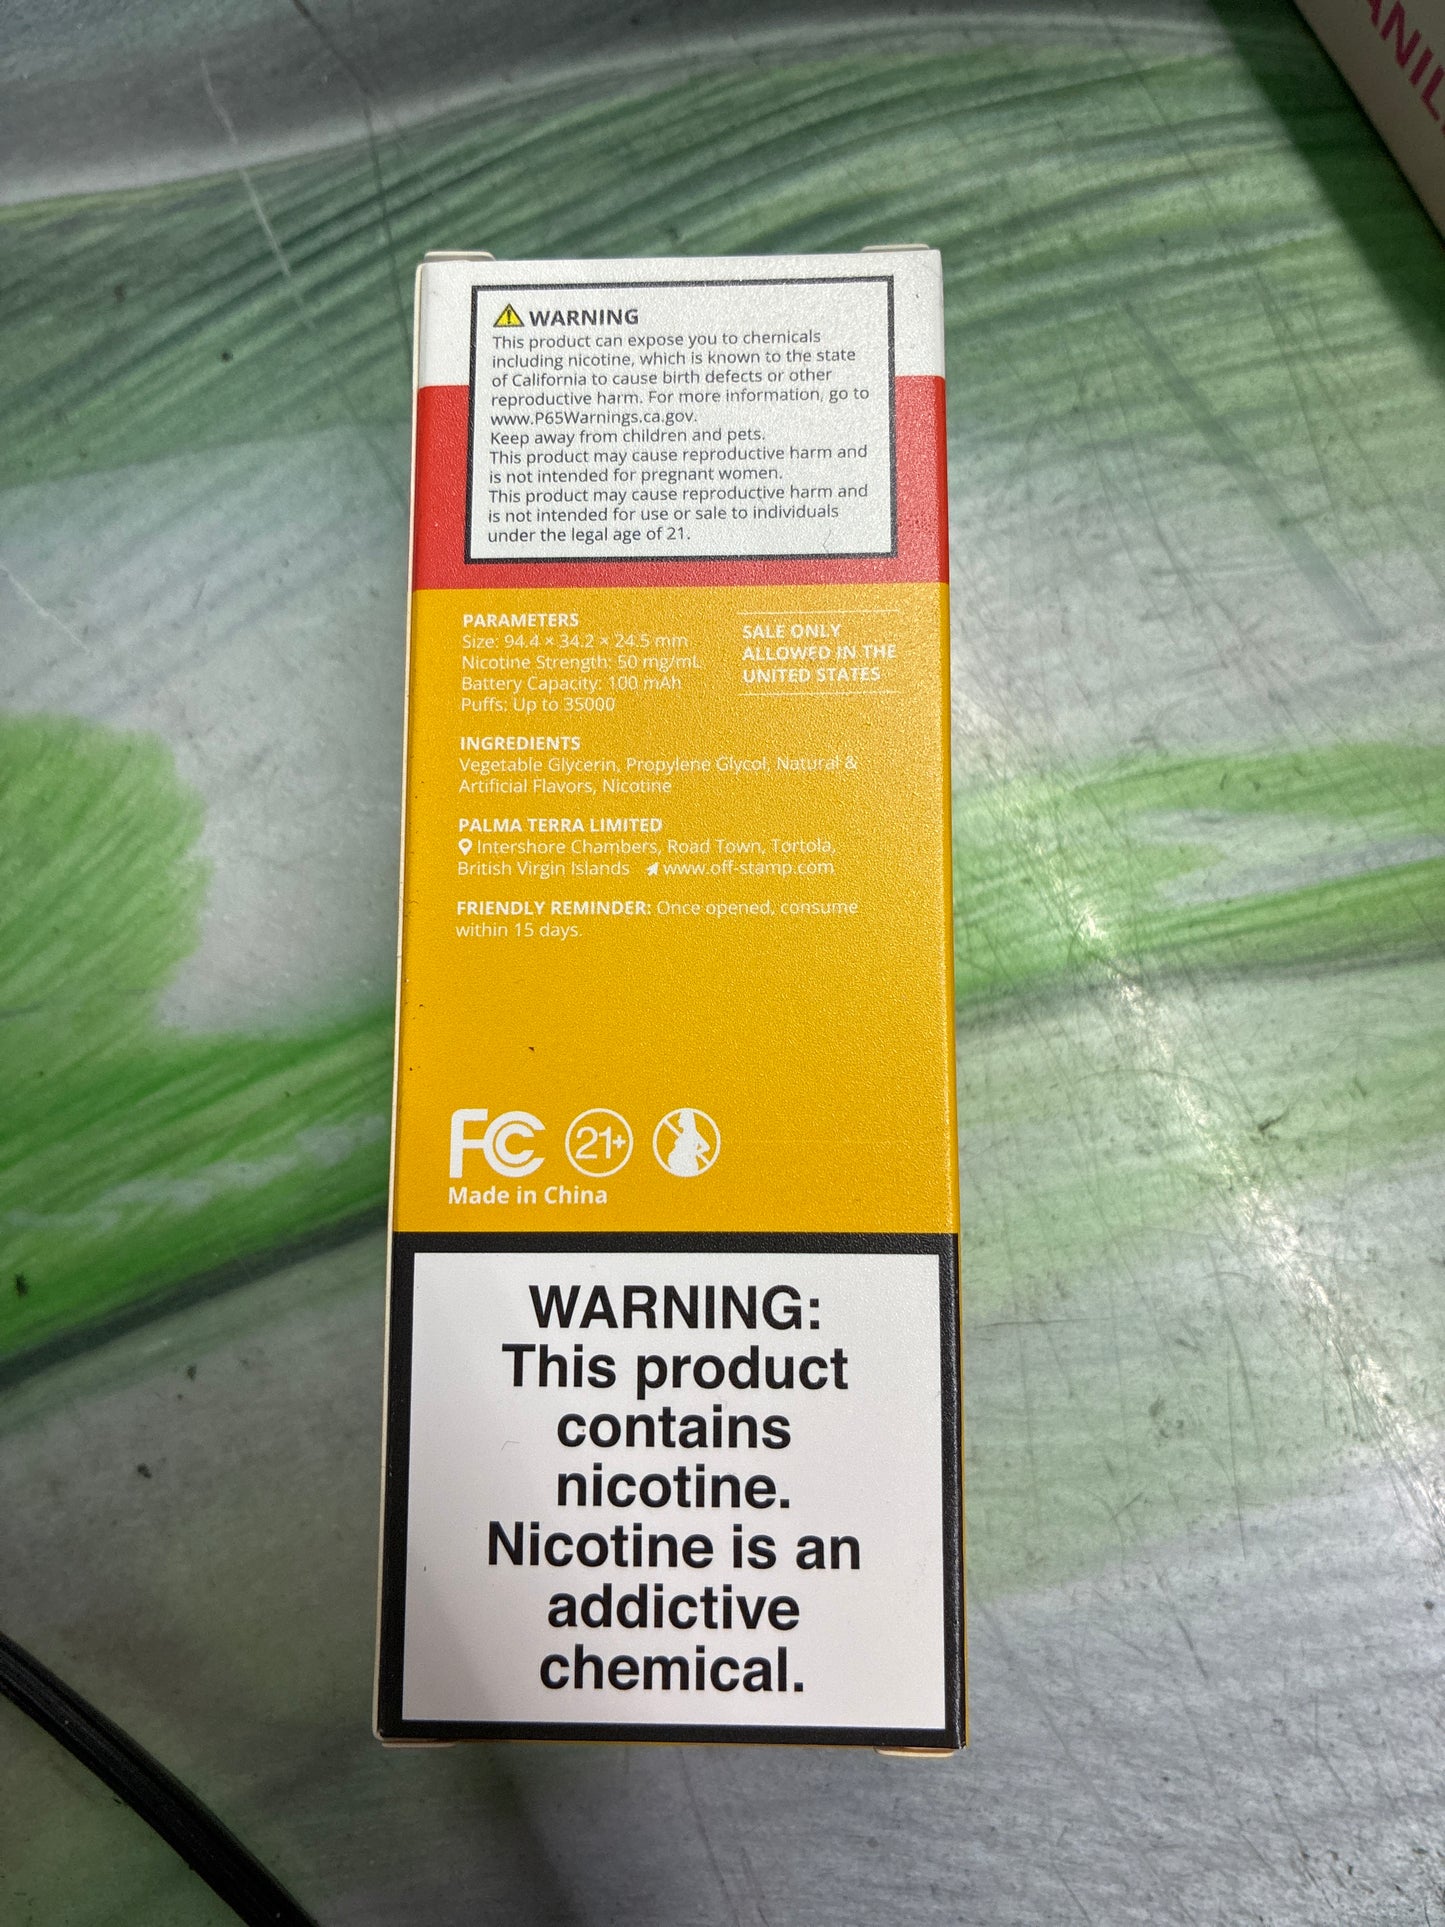 WARNING
This product can expose you to chemicals
including nicotine, which is known to the state
of California to cause birth defects or other
reproductive harm. For more information, go to
www.P65Warnings.ca.gov.
Keep away from children and pets.
This product may cause reproductive harm and
is not intended for pregnant women.
This product may cause reproductive harm and
is not intended for use or sale to individuals
under the legal age of 21.
PARAMETERS
Size: 94.4 × 34.2 × 24.5 mm
Nicotine Strength: 50 mg/mL
Battery Capacity: 100 mAh
Puffs: Up to 35000
SALE ONLY
ALLOWED IN THE
UNITED STATES
INGREDIENTS
Vegetable Glycerin, Propylene Glycol, Natural &
Artificial Flavors, Nicotine
PALMA TERRA LIMITED
Intershore Chambers, Road Town, Tortola,
British Virgin Islands www.off-stamp.com
FRIENDLY REMINDER: Once opened, consume
within 15 days.
FC 21+
Made in China
WARNING:
This product
contains
nicotine.
Nicotine is an
addictive
chemical.